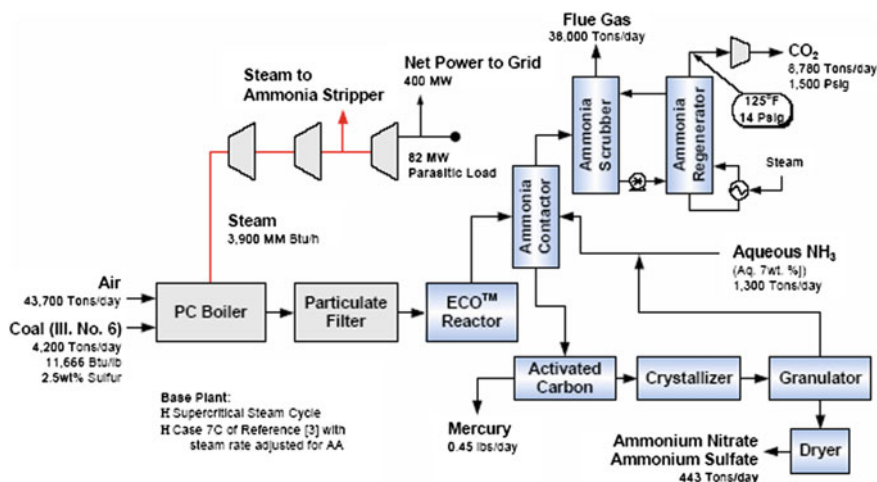 Flue Gas
38,000 Tons/day
CO₂
8,780 Tons/day
1,500 Psig
Net Power to Grid
400 MW
Steam to
Ammonia Stripper
125°F
14 Psig
Ammonia
Scrubber
Ammonia
Regenerator
82 MW
Parasitic Load
Steam
Steam
3,900 MM Btu/h
Ammonia
Contactor
Aqueous NH₃
(Aq. 7wt. %])
1,300 Tons/day
Air
43,700 Tons/day
PC Boiler
Particulate
Filter
ECO™
Reactor
Coal (Ill. No. 6)
4,200 Tons/day
11,666 Btu/lb
2.5wt% Sulfur
Activated
Carbon
Crystallizer
Granulator
Base Plant:
H Supercritical Steam Cycle
H Case 7C of Reference [3] with
steam rate adjusted for AA
Mercury
0.45 lbs/day
Dryer
Ammonium Nitrate
Ammonium Sulfate
443 Tons/day